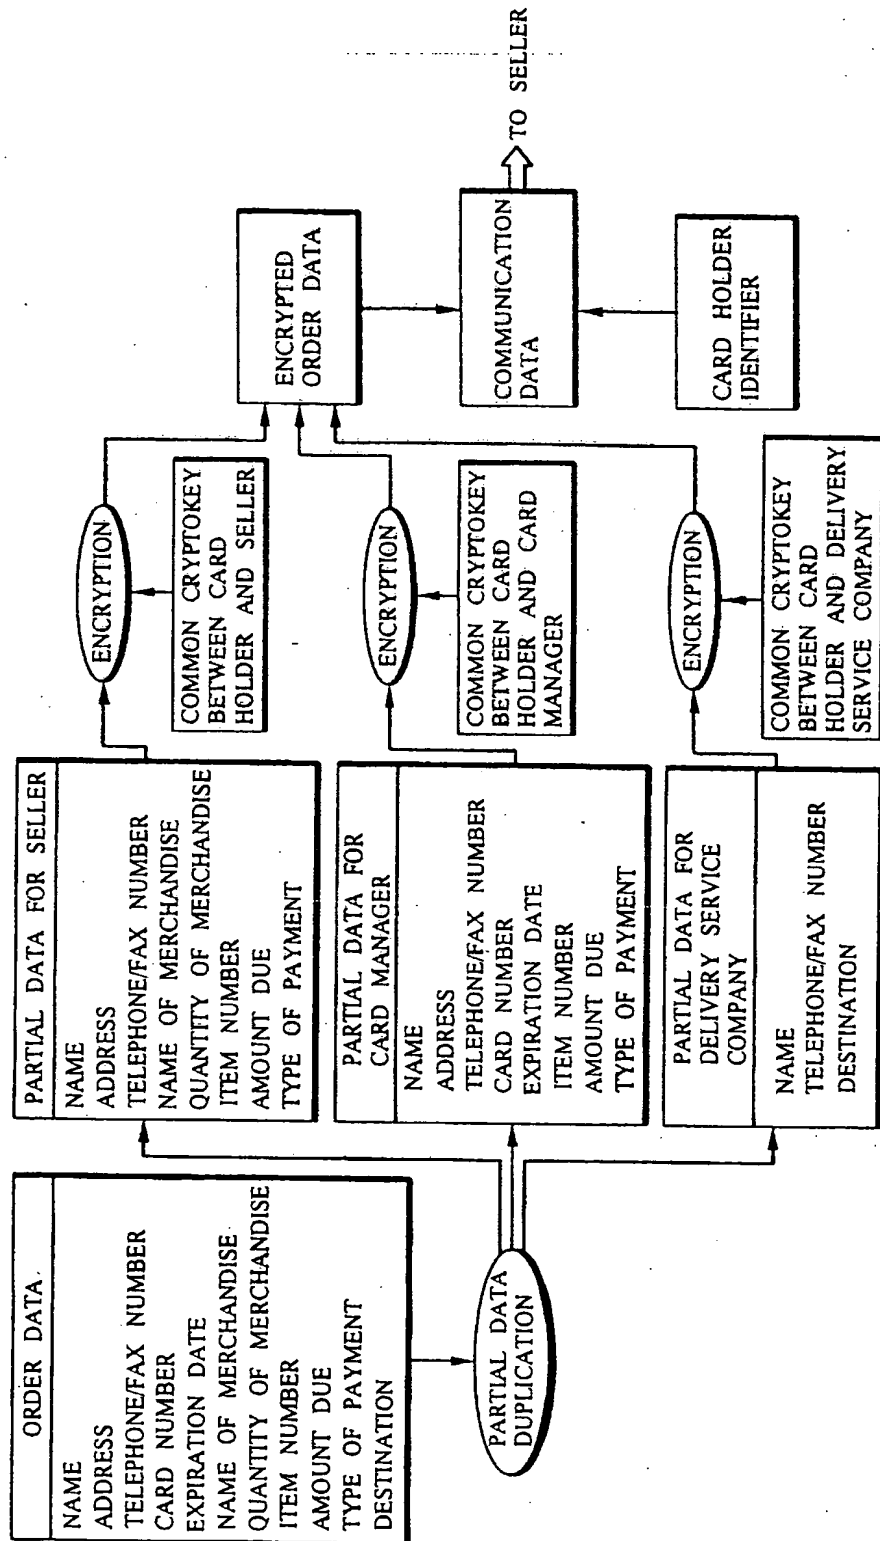 ORDER DATA
NAME
ADDRESS
TELEPHONE/FAX NUMBER
CARD NUMBER
EXPIRATION DATE
NAME OF MERCHANDISE
QUANTITY OF MERCHANDISE
ITEM NUMBER
AMOUNT DUE
TYPE OF PAYMENT
DESTINATION
PARTIAL DATA
DUPLICATION
PARTIAL DATA FOR SELLER
NAME
ADDRESS
TELEPHONE/FAX NUMBER
NAME OF MERCHANDISE
QUANTITY OF MERCHANDISE
ITEM NUMBER
AMOUNT DUE
TYPE OF PAYMENT
PARTIAL DATA FOR
CARD MANAGER
NAME
ADDRESS
TELEPHONE/FAX NUMBER
CARD NUMBER
EXPIRATION DATE
ITEM NUMBER
AMOUNT DUE
TYPE OF PAYMENT
PARTIAL DATA FOR
DELIVERY SERVICE
COMPANY
NAME
TELEPHONE/FAX NUMBER
DESTINATION
ENCRYPTION
COMMON CRYPTOKEY
BETWEEN CARD
HOLDER AND SELLER
ENCRYPTION
COMMON CRYPTOKEY
BETWEEN CARD
HOLDER AND CARD
MANAGER
ENCRYPTION
COMMON CRYPTOKEY
BETWEEN CARD
HOLDER AND DELIVERY
SERVICE COMPANY
ENCRYPTED
ORDER DATA
COMMUNICATION
DATA
CARD HOLDER
IDENTIFIER
TO SELLER